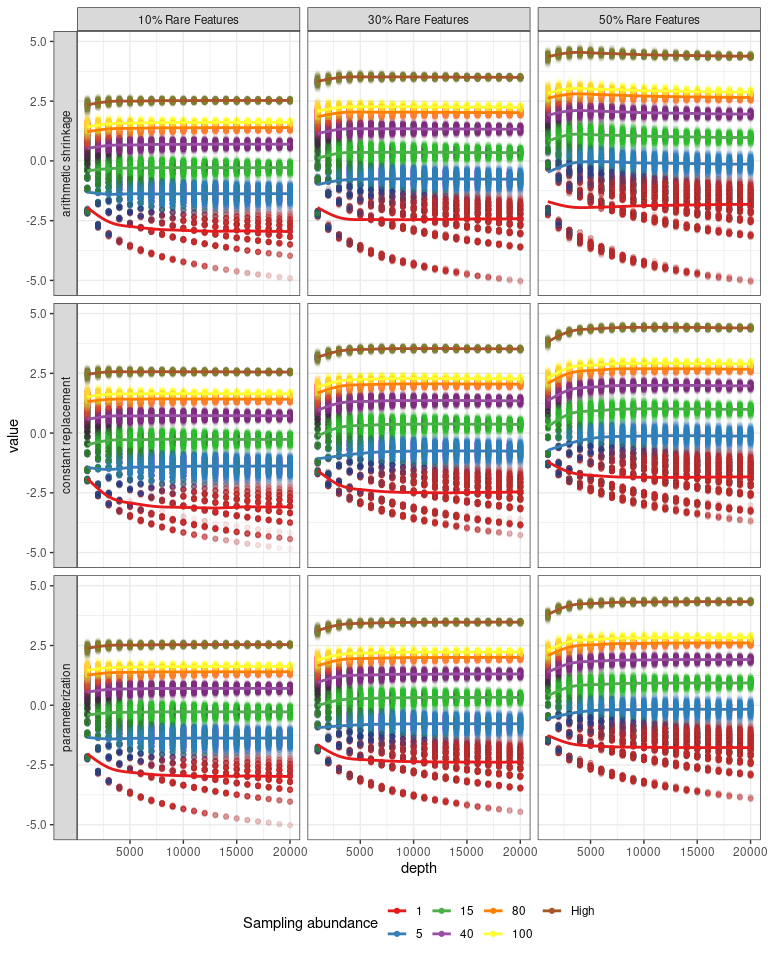 10% Rare Features 30% Rare Features 50% Rare Features
arithmetic shrinkage
5.0
2.5
0.0
-2.5
-5.0
constant replacement
5.0
2.5
0.0
-2.5
-5.0
parameterization
5.0
2.5
0.0
-2.5
-5.0
value
5000 10000 15000 20000 5000 10000 15000 20000 5000 10000 15000 20000
depth
Sampling abundance 1 15 80 High
5 40 100